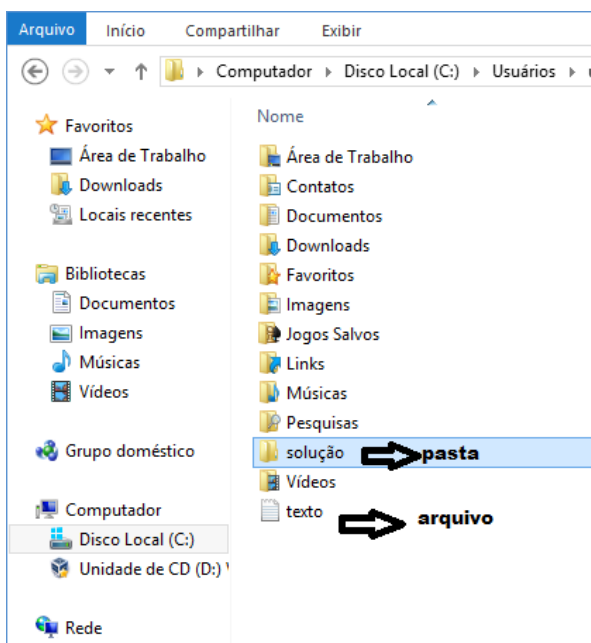 Arquivo Início Compartilhar Exibir
Computador Disco Local (C:) Usuários
Favoritos
Área de Trabalho
Downloads
Locais recentes
Bibliotecas
Documentos
Imagens
Músicas
Vídeos
Grupo doméstico
Computador
Disco Local (C:)
Unidade de CD (D:)
Rede
Nome
Área de Trabalho
Contatos
Documentos
Downloads
Favoritos
Imagens
Jogos Salvos
Links
Músicas
Pesquisas
solução pasta
Vídeos
texto arquivo